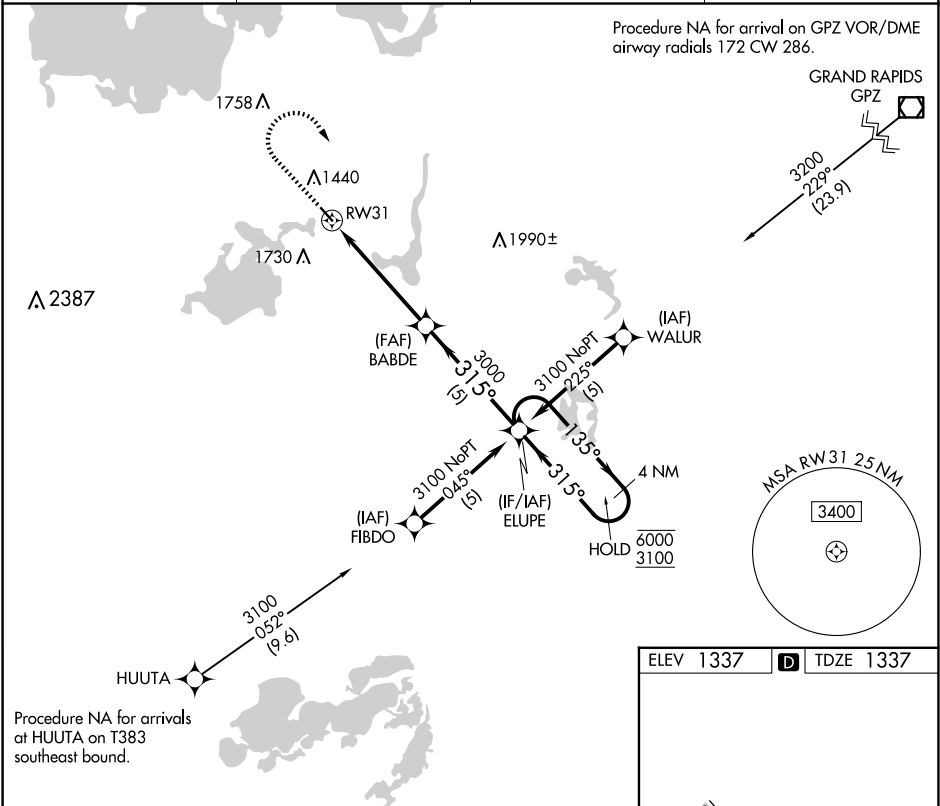 Procedure NA for arrival on GPZ VOR/DME
airway radials 172 CW 286.
GRAND RAPIDS
GPZ
3200
229°
(23.9)
1758
1440
RW31
1730
1990±
2387
(IAF)
WALUR
(FAF)
BABDE
3000
315°
(5)
3100 NoPT
225°
(5)
135°
4 NM
315°
3100 NoPT
045°
(5)
(IF/IAF)
ELUPE
(IAF)
FIBDO
HOLD
6000
3100
MSA RW31 25 NM
3400
3100
052°
(9.6)
HUUTA
Procedure NA for arrivals
at HUUTA on T383
southeast bound.
ELEV 1337 D TDZE 1337